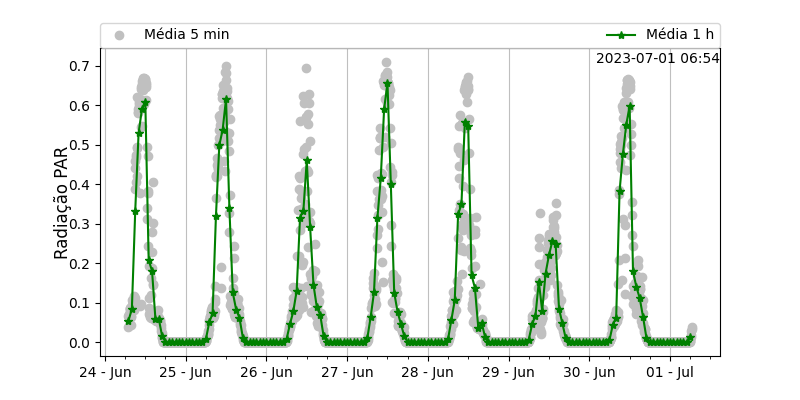 Média 5 min
Média 1 h
2023-07-01 06:54
Radiação PAR
0.7
0.6
0.5
0.4
0.3
0.2
0.1
0.0
24 - Jun
25 - Jun
26 - Jun
27 - Jun
28 - Jun
29 - Jun
30 - Jun
01 - Jul